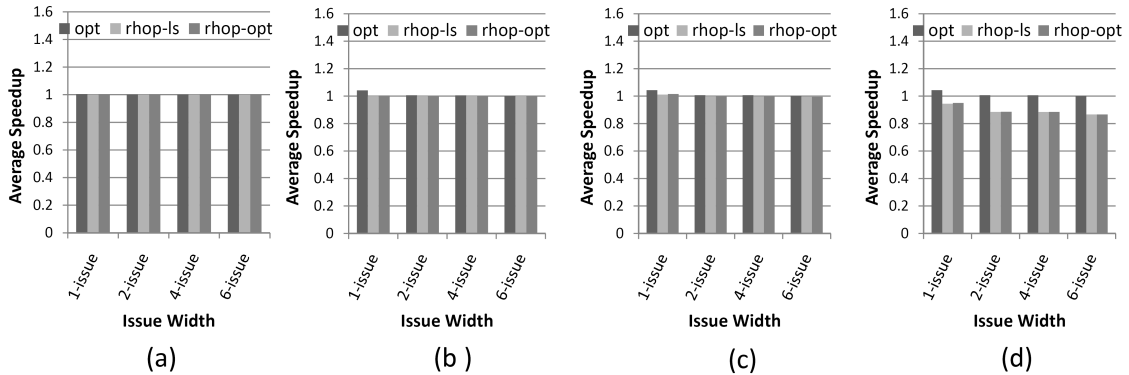 1.6
opt rhop-ls rhop-opt
1.4
1.2
1
0.8
0.6
0.4
0.2
0
Average Speedup
1-issue
2-issue
4-issue
6-issue
Issue Width
(a)
1.6
opt rhop-ls rhop-opt
1.4
1.2
1
0.8
0.6
0.4
0.2
0
Average Speedup
1-issue
2-issue
4-issue
6-issue
Issue Width
(b )
1.6
opt rhop-ls rhop-opt
1.4
1.2
1
0.8
0.6
0.4
0.2
0
Average Speedup
1-issue
2-issue
4-issue
6-issue
Issue Width
(c)
1.6
opt rhop-ls rhop-opt
1.4
1.2
1
0.8
0.6
0.4
0.2
0
Average Speedup
1-issue
2-issue
4-issue
6-issue
Issue Width
(d)